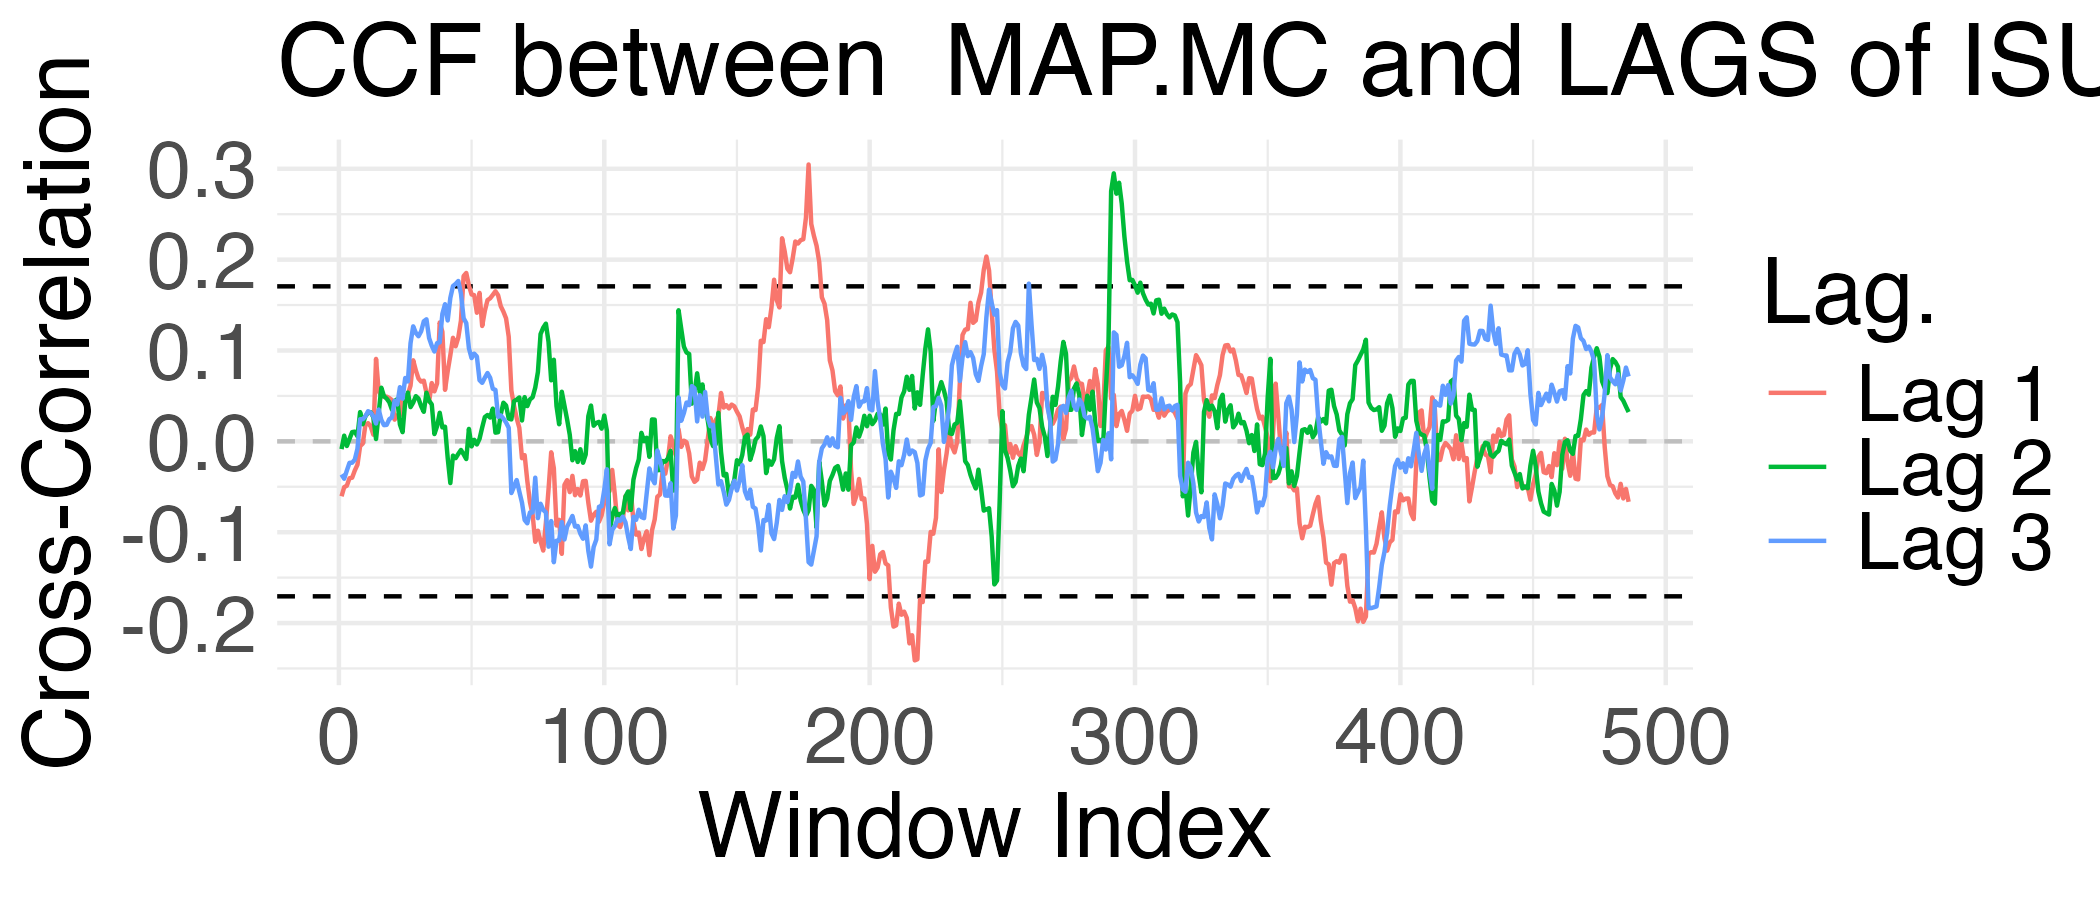 CCF between  MAP.MC and LAGS of ISU
Cross-Correlation
0.3
0.2
0.1
0.0
-0.1
-0.2
0
100
200
300
400
500
Window Index
Lag.
Lag 1
Lag 2
Lag 3